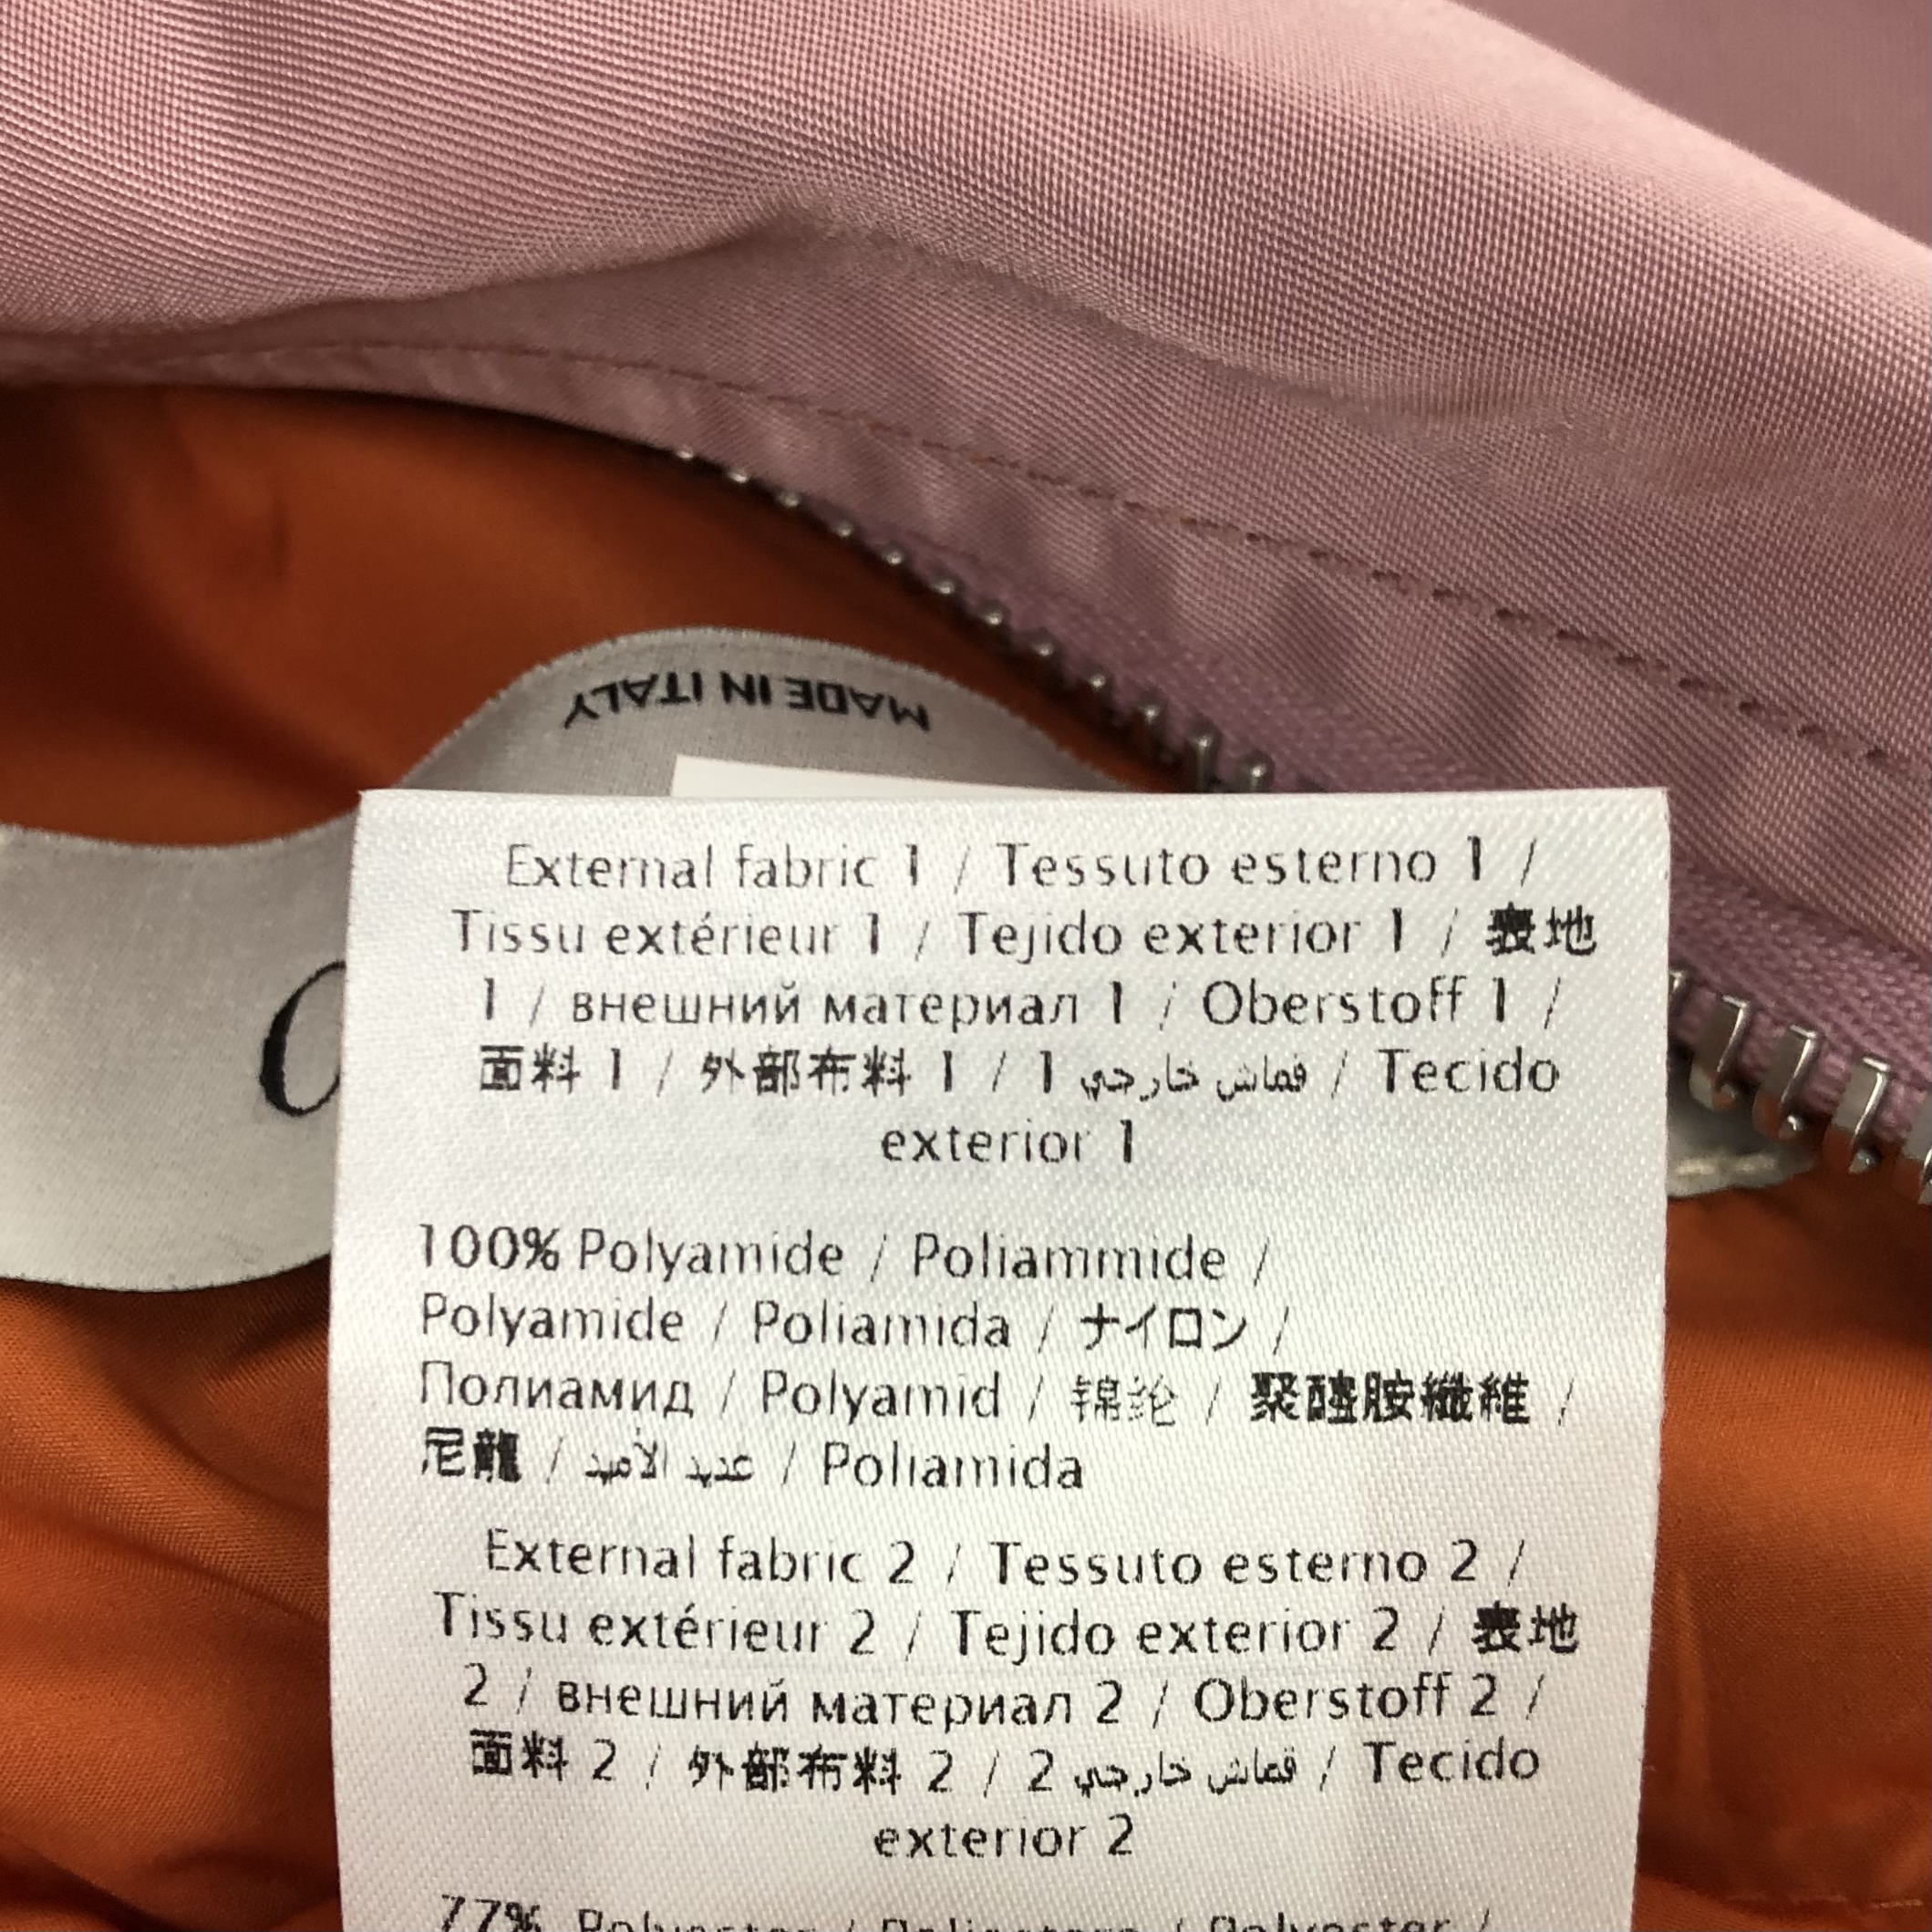 MADE IN ITALY
External fabric 1 / Tessuto esterno 1 /
Tissu extérieur 1 / Tejido exterior 1 / 表地
1 / внешний материал 1 / Oberstoff 1 /
面料 1 / 外部布料 1 / 1 قماش خارجي / Tecido
exterior 1
100% Polyamide / Poliammide /
Polyamide / Poliamida / ナイロン /
Полиамид / Polyamid / 锦纶 / 聚醯胺纖維 /
尼龍 / عديد الأميد / Poliamida
External fabric 2 / Tessuto esterno 2 /
Tissu extérieur 2 / Tejido exterior 2 / 表地
2 / внешний материал 2 / Oberstoff 2 /
面料 2 / 外部布料 2 / 2 قماش خارجي / Tecido
exterior 2
77% Polyester / Poliestere / Polyester /